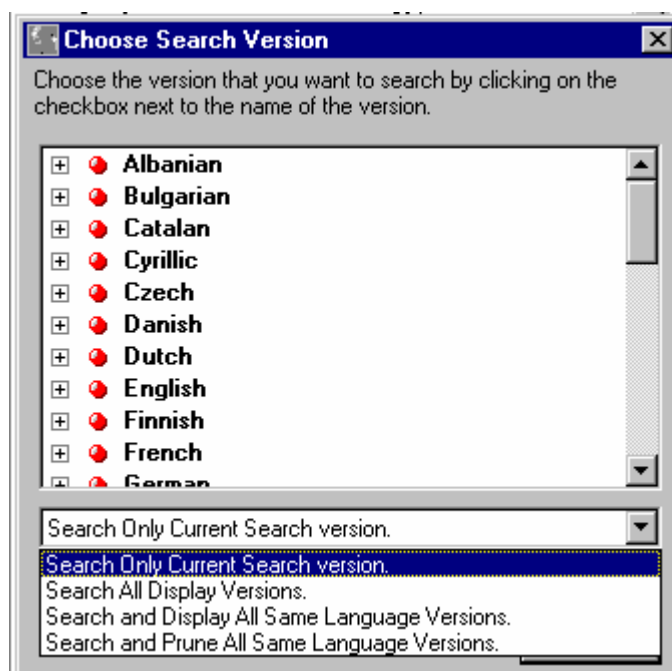 Choose Search Version
Choose the version that you want to search by clicking on the
checkbox next to the name of the version.
Albanian
Bulgarian
Catalan
Cyrillic
Czech
Danish
Dutch
English
Finnish
French
German
Search Only Current Search version.
Search Only Current Search version.
Search All Display Versions.
Search and Display All Same Language Versions.
Search and Prune All Same Language Versions.